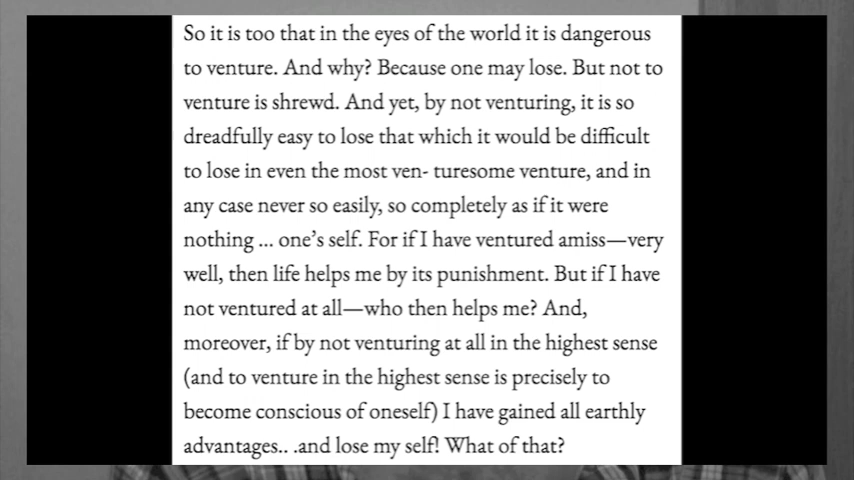 So it is too that in the eyes of the world it is dangerous
to venture. And why? Because one may lose. But not to
venture is shrewd. And yet, by not venturing, it is so
dreadfully easy to lose that which it would be difficult
to lose in even the most ven- turesome venture, and in
any case never so easily, so completely as if it were
nothing ... one's self. For if I have ventured amiss—very
well, then life helps me by its punishment. But if I have
not ventured at all—who then helps me? And,
moreover, if by not venturing at all in the highest sense
(and to venture in the highest sense is precisely to
become conscious of oneself) I have gained all earthly
advantages.. .and lose my self! What of that?